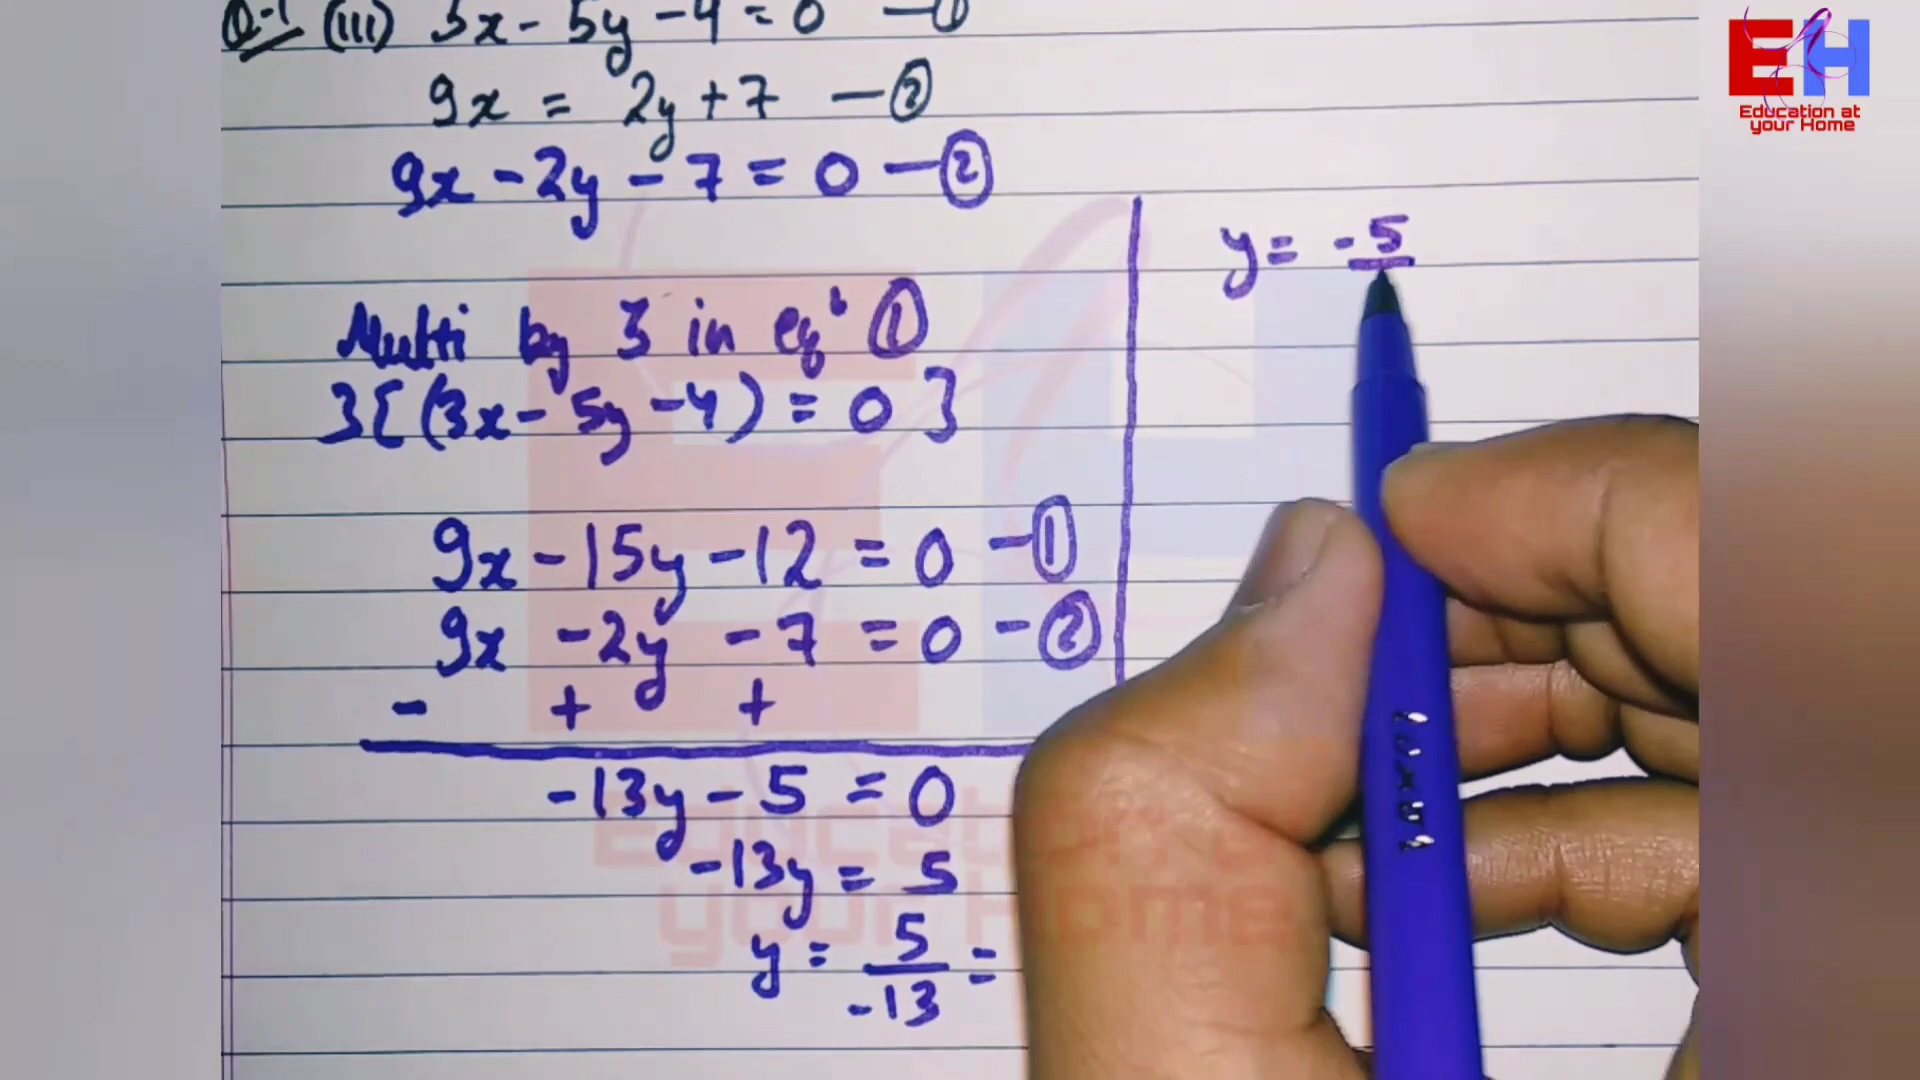 Q-1 (iii) 3x - 5y - 4 = 0 — ①
9x = 2y + 7 — ②
9x - 2y - 7 = 0 — ②
Multi by 3 in eqⁿ ①
3[(3x - 5y - 4) = 0]
9x - 15y - 12 = 0 - ①
9x - 2y - 7 = 0 - ②
- + +
-13y - 5 = 0
-13y = 5
y = 5/-13 =
y = -5
EH
Education at
your Home
LUXOR